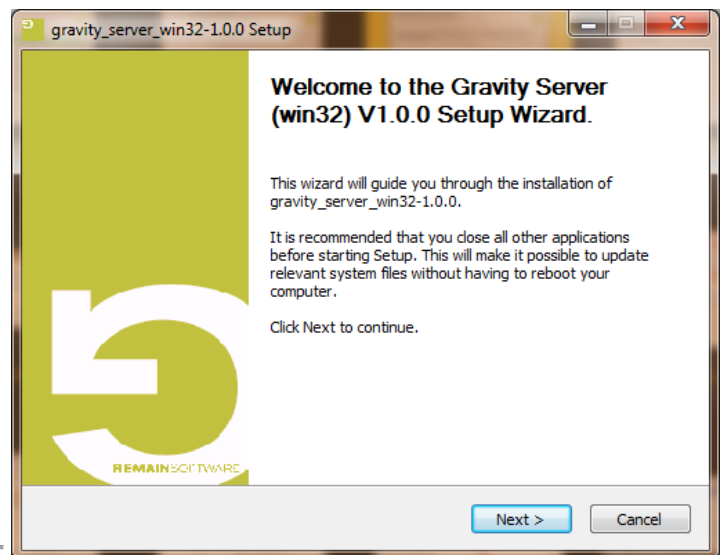 gravity_server_win32-1.0.0 Setup
Welcome to the Gravity Server
(win32) V1.0.0 Setup Wizard.
This wizard will guide you through the installation of
gravity_server_win32-1.0.0.
It is recommended that you close all other applications
before starting Setup. This will make it possible to update
relevant system files without having to reboot your
computer.
Click Next to continue.
REMAINSOFTWARE
Next >
Cancel